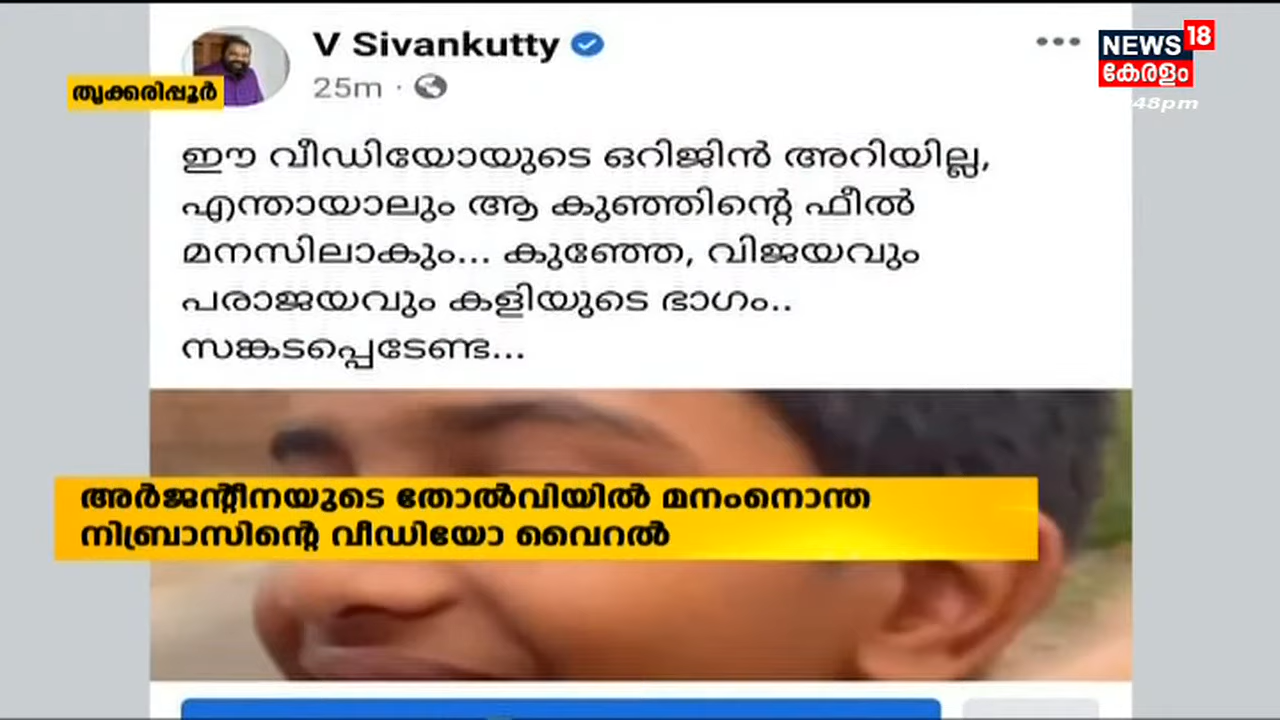 V Sivankutty
25m
തൃക്കരിപ്പൂർ
NEWS 18
കേരളം
48pm
ഈ വീഡിയോയുടെ ഒറിജിൻ അറിയില്ല,
എന്തായാലും ആ കുഞ്ഞിന്റെ ഫീൽ
മനസിലാകും... കുഞ്ഞേ, വിജയവും
പരാജയവും കളിയുടെ ഭാഗം..
സങ്കടപ്പെടേണ്ട...
അർജന്റീനയുടെ തോൽവിയിൽ മനംനൊന്ത
നിബ്രാസിന്റെ വീഡിയോ വൈറൽ